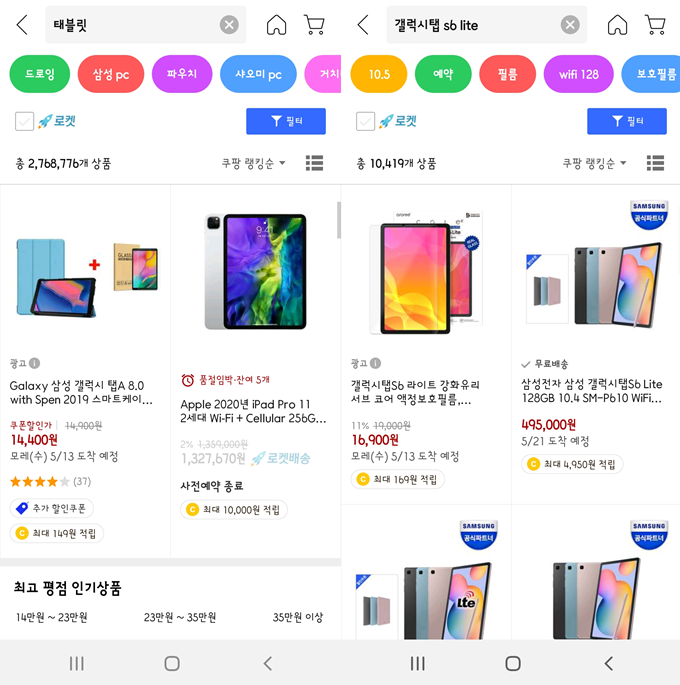 태블릿
드로잉
삼성 pc
파우치
샤오미 pc
로켓
필터
총 2,768,776개 상품
쿠팡 랭킹순
9:41
광고
Galaxy 삼성 갤럭시 탭A 8.0
with Spen 2019 스마트케이...
쿠폰할인가 14,900원
14,400원
모레(수) 5/13 도착 예정
(37)
추가 할인쿠폰
C 최대 149원 적립
품절임박·잔여 5개
Apple 2020년 iPad Pro 11
2세대 Wi-Fi + Cellular 256G...
2% 1,359,000원
1,327,670원 로켓배송
사전예약 종료
C 최대 10,000원 적립
최고 평점 인기상품
14만원 ~ 23만원
23만원 ~ 35만원
35만원 이상
갤럭시탭 s6 lite
10.5
예약
필름
wifi 128
보호필름
로켓
필터
총 10,419개 상품
쿠팡 랭킹순
광고
갤럭시탭S6 라이트 강화유리
서브 코어 액정보호필름,...
11% 19,000원
16,900원
모레(수) 5/13 도착 예정
C 최대 169원 적립
SAMSUNG
공식파트너
무료배송
삼성전자 삼성 갤럭시탭S6 Lite
128GB 10.4 SM-P610 WiFi...
495,000원
5/21 도착 예정
C 최대 4,950원 적립
SAMSUNG
공식파트너
Lte
SAMSUNG
공식파트너